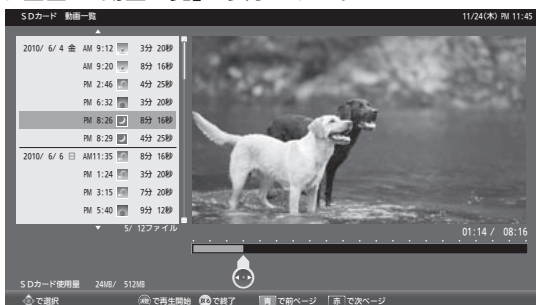 SDカード 動画一覧 11/24(木) PM 11:45
2010/ 6/ 4 金 AM 9:12 3分 20秒
AM 9:20 8分 16秒
PM 2:46 4分 25秒
PM 6:32 3分 20秒
PM 8:26 8分 16秒
PM 8:29 4分 25秒
2010/ 6/ 6 日 AM11:35 8分 16秒
PM 1:24 3分 20秒
PM 3:15 7分 20秒
PM 5:40 9分 12秒
5/ 12ファイル
01:14 / 08:16
SDカード使用量 24MB/ 512MB
で選択 で再生開始 戻る で終了 青 で前ページ 赤 で次ページ